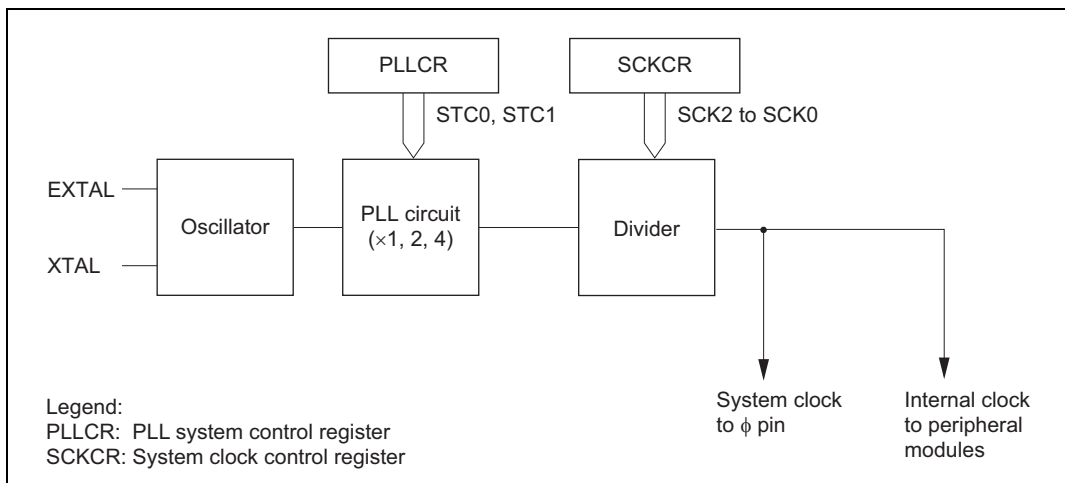 PLLCR
SCKCR
STC0, STC1
SCK2 to SCK0
EXTAL
XTAL
Oscillator
PLL circuit
(×1, 2, 4)
Divider
System clock
to ϕ pin
Internal clock
to peripheral
modules
Legend:
PLLCR: PLL system control register
SCKCR: System clock control register